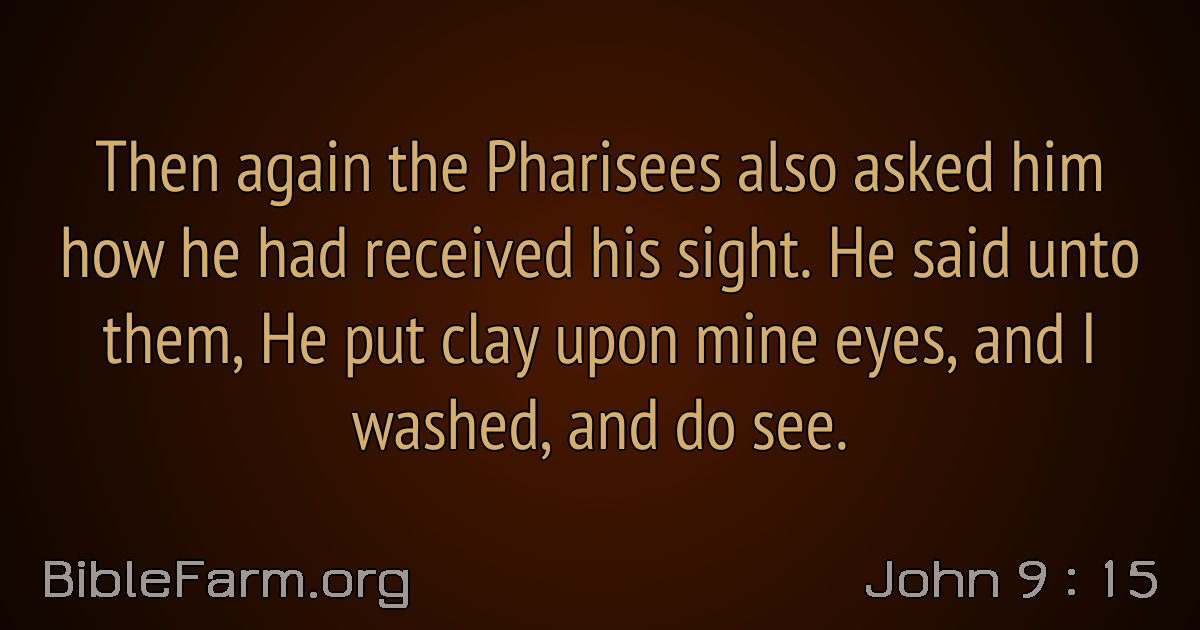 Then again the Pharisees also asked him
how he had received his sight. He said unto
them, He put clay upon mine eyes, and I
washed, and do see.
BibleFarm.org
John 9 : 15